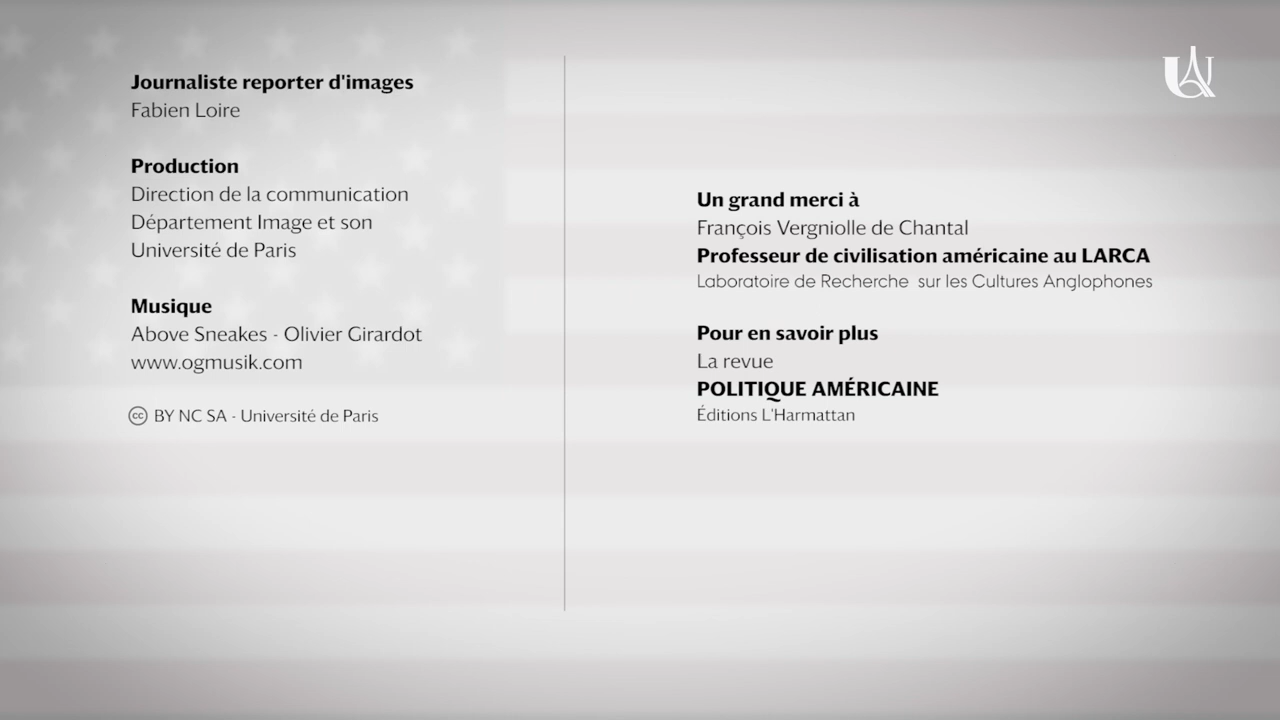 Journaliste reporter d'images
Fabien Loire
Production
Direction de la communication
Département Image et son
Université de Paris
Musique
Above Sneakes - Olivier Girardot
www.ogmusik.com
cc BY NC SA - Université de Paris
Un grand merci à
François Vergniolle de Chantal
Professeur de civilisation américaine au LARCA
Laboratoire de Recherche sur les Cultures Anglophones
Pour en savoir plus
La revue
POLITIQUE AMÉRICAINE
Éditions L'Harmattan